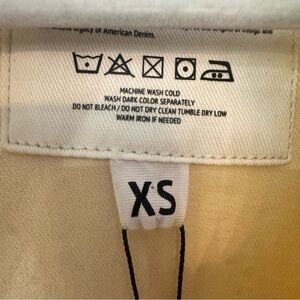 legacy of American Denim.
MACHINE WASH COLD
WASH DARK COLOR SEPARATELY
DO NOT BLEACH / DO NOT DRY CLEAN TUMBLE DRY LOW
WARM IRON IF NEEDED
XS